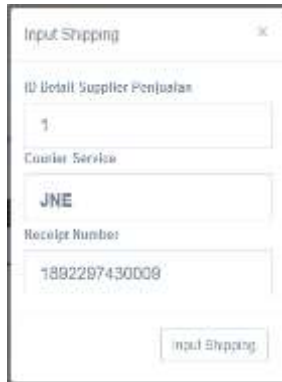 Input Shipping ×
ID Detail Supplier Penjualan
1
Courier Service
JNE
Receipt Number
1892297430009
Input Shipping